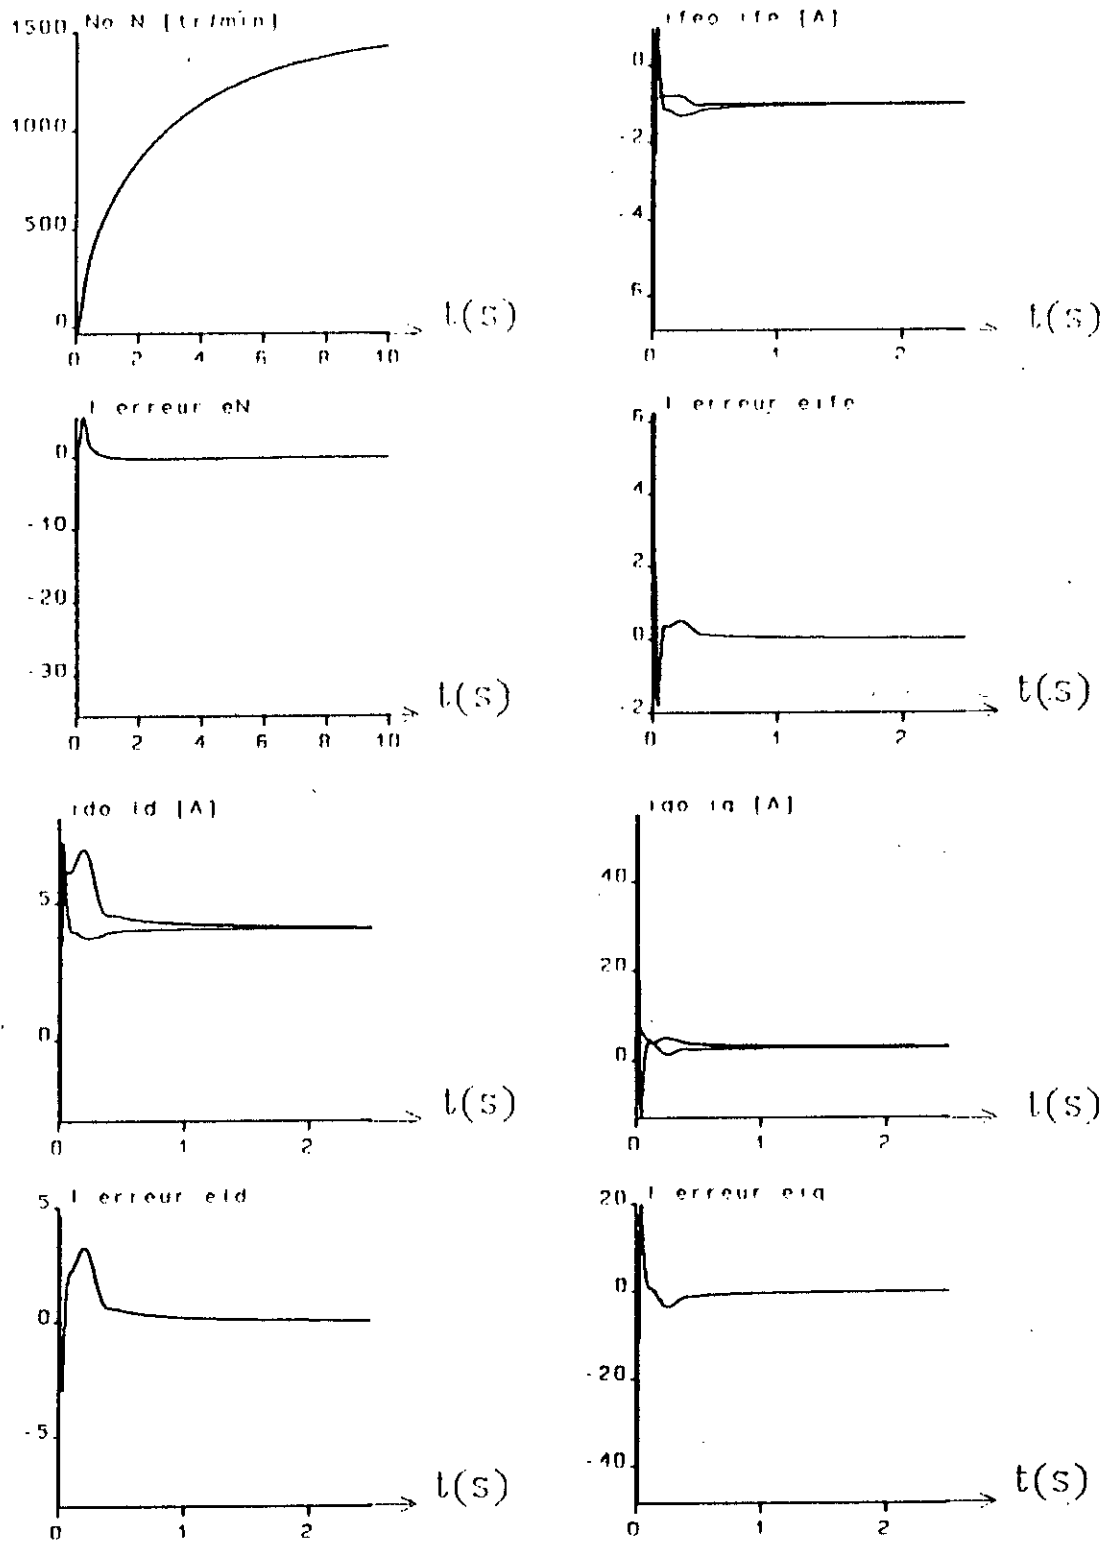 1500 No N [tr/min]
1000
500
0
0 2 4 6 8 10
t(s)
ifeo ife [A]
0
-2
-4
6
0 1 2
t(s)
l erreur eN
0
-10
-20
-30
0 2 4 6 8 10
t(s)
l erreur eife
6
4
2
0
-2
0 1 2
t(s)
ido id [A]
5
0
0 1 2
t(s)
iqo iq [A]
40
20
0
0 1 2
t(s)
l erreur eid
5
0
-5
0 1 2
t(s)
l erreur eiq
20
0
-20
-40
0 1 2
t(s)